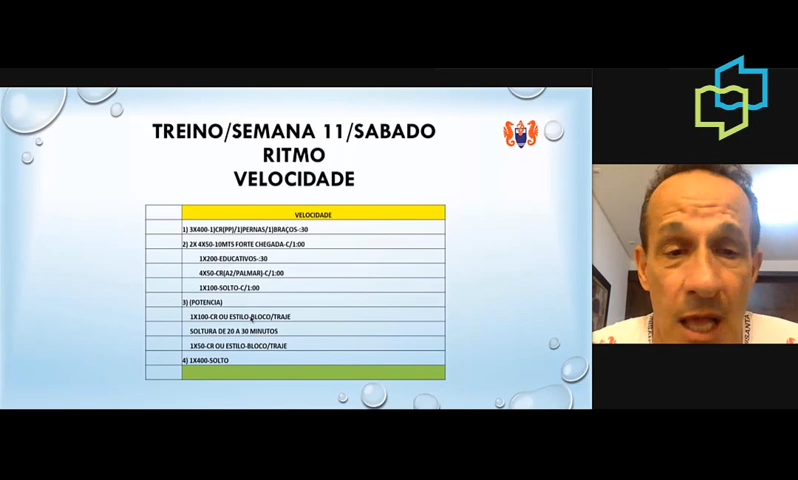 TREINO/SEMANA 11/SABADO
RITMO
VELOCIDADE
VELOCIDADE
1) 3X400-1)CR(PP)/1)PERNAS/1)BRAÇOS-:30
2) 2X 4X50-10MTS FORTE CHEGADA-C/1:00
1X200-EDUCATIVOS-:30
4X50-CR(A2/PALMAR)-C/1:00
1X100-SOLTO-C/1:00
3) (POTENCIA)
1X100-CR OU ESTILO-BLOCO/TRAJE
SOLTURA DE 20 A 30 MINUTOS
1X50-CR OU ESTILO-BLOCO/TRAJE
4) 1X400-SOLTO